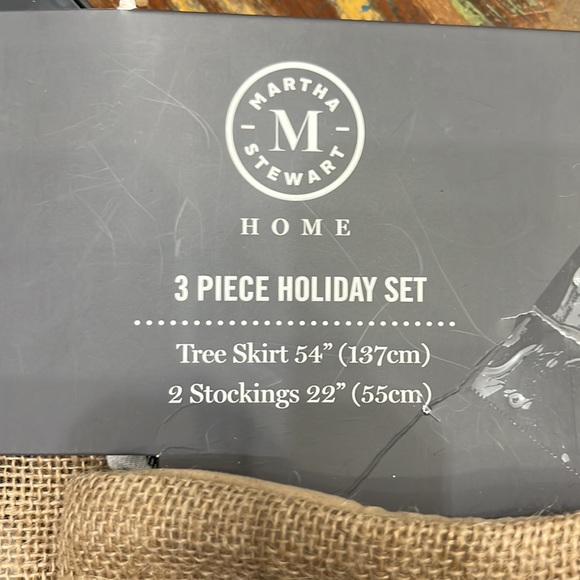 MARTHA
M
STEWART
HOME
3 PIECE HOLIDAY SET
Tree Skirt 54” (137cm)
2 Stockings 22” (55cm)